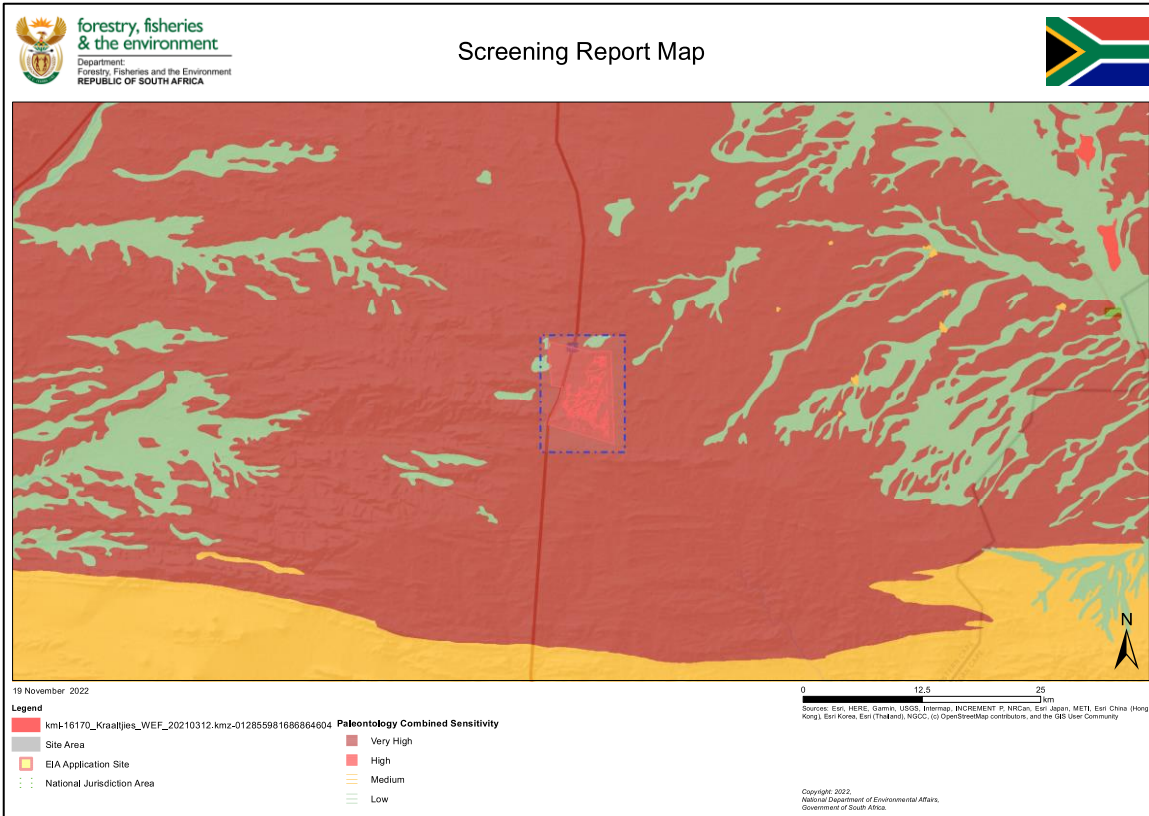 forestry, fisheries
& the environment
Department:
Forestry, Fisheries and the Environment
REPUBLIC OF SOUTH AFRICA
Screening Report Map
N
19 November 2022
Legend
kml-16170_Kraaltjies_WEF_20210312.kmz-012855981686864604
Site Area
EIA Application Site
National Jurisdiction Area
Paleontology Combined Sensitivity
Very High
High
Medium
Low
0 12.5 25
km
Sources: Esri, HERE, Garmin, USGS, Intermap, INCREMENT P, NRCan, Esri Japan, METI, Esri China (Hong
Kong), Esri Korea, Esri (Thailand), NGCC, (c) OpenStreetMap contributors, and the GIS User Community
Copyright: 2022,
National Department of Environmental Affairs,
Government of South Africa.